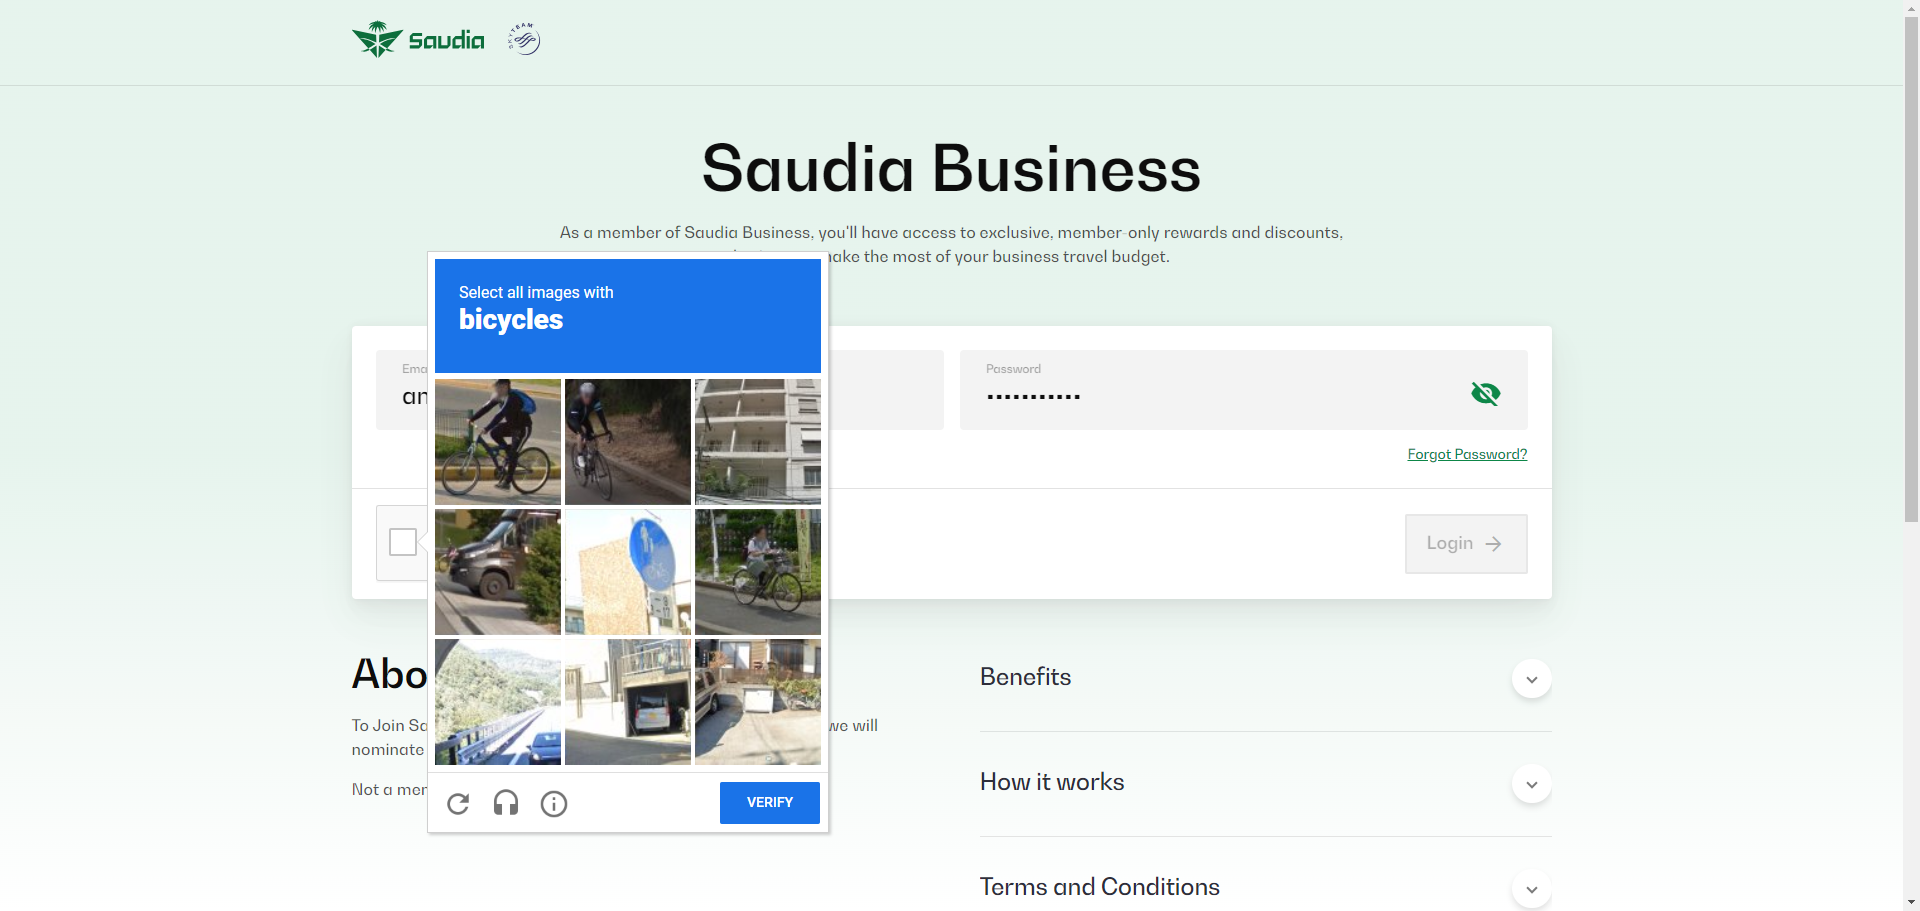 saudia
SKYTEAM
Saudia Business
As a member of Saudia Business, you'll have access to exclusive, member-only rewards and discounts,
make the most of your business travel budget.
Select all images with
bicycles
Ema
an
Password
Forgot Password?
Login
VERIFY
Abo
To Join Sa
we will
nominate
Not a mer
Benefits
How it works
Terms and Conditions